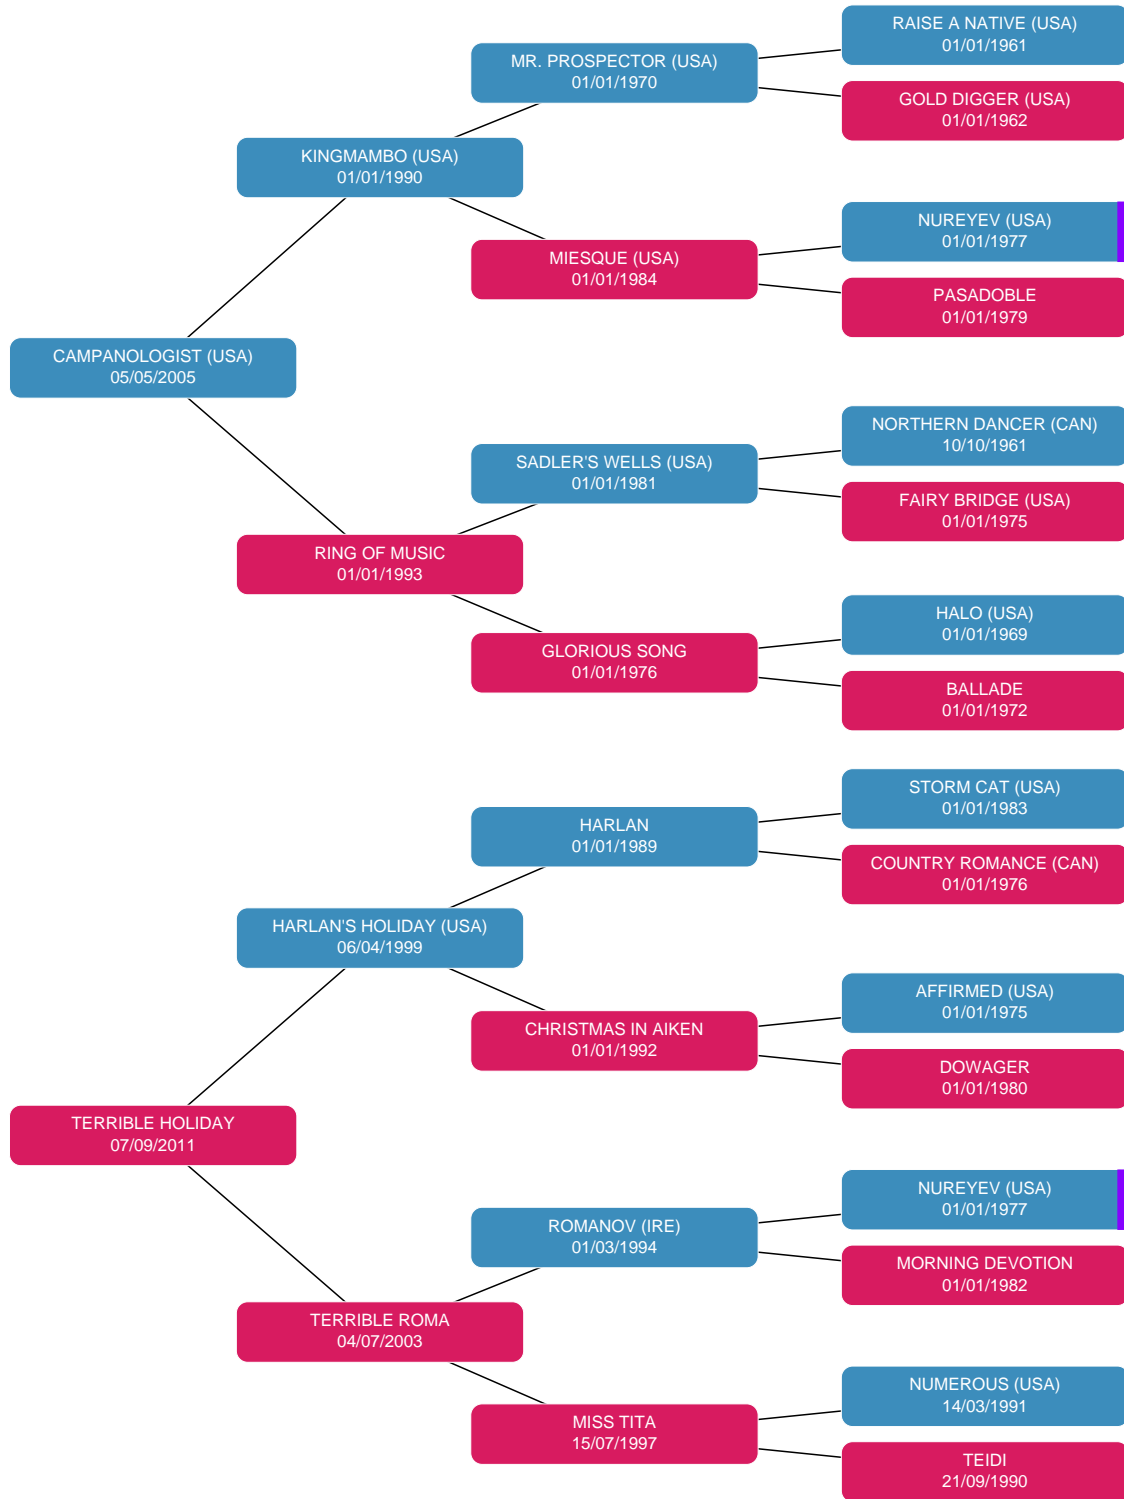 RAISE A NATIVE (USA)
01/01/1961
MR. PROSPECTOR (USA)
01/01/1970
GOLD DIGGER (USA)
01/01/1962
KINGMAMBO (USA)
01/01/1990
NUREYEV (USA)
01/01/1977
MIESQUE (USA)
01/01/1984
PASADOBLE
01/01/1979
CAMPANOLOGIST (USA)
05/05/2005
NORTHERN DANCER (CAN)
10/10/1961
SADLER'S WELLS (USA)
01/01/1981
FAIRY BRIDGE (USA)
01/01/1975
RING OF MUSIC
01/01/1993
HALO (USA)
01/01/1969
GLORIOUS SONG
01/01/1976
BALLADE
01/01/1972
STORM CAT (USA)
01/01/1983
HARLAN
01/01/1989
COUNTRY ROMANCE (CAN)
01/01/1976
HARLAN'S HOLIDAY (USA)
06/04/1999
AFFIRMED (USA)
01/01/1975
CHRISTMAS IN AIKEN
01/01/1992
DOWAGER
01/01/1980
TERRIBLE HOLIDAY
07/09/2011
NUREYEV (USA)
01/01/1977
ROMANOV (IRE)
01/03/1994
MORNING DEVOTION
01/01/1982
TERRIBLE ROMA
04/07/2003
NUMEROUS (USA)
14/03/1991
MISS TITA
15/07/1997
TEIDI
21/09/1990